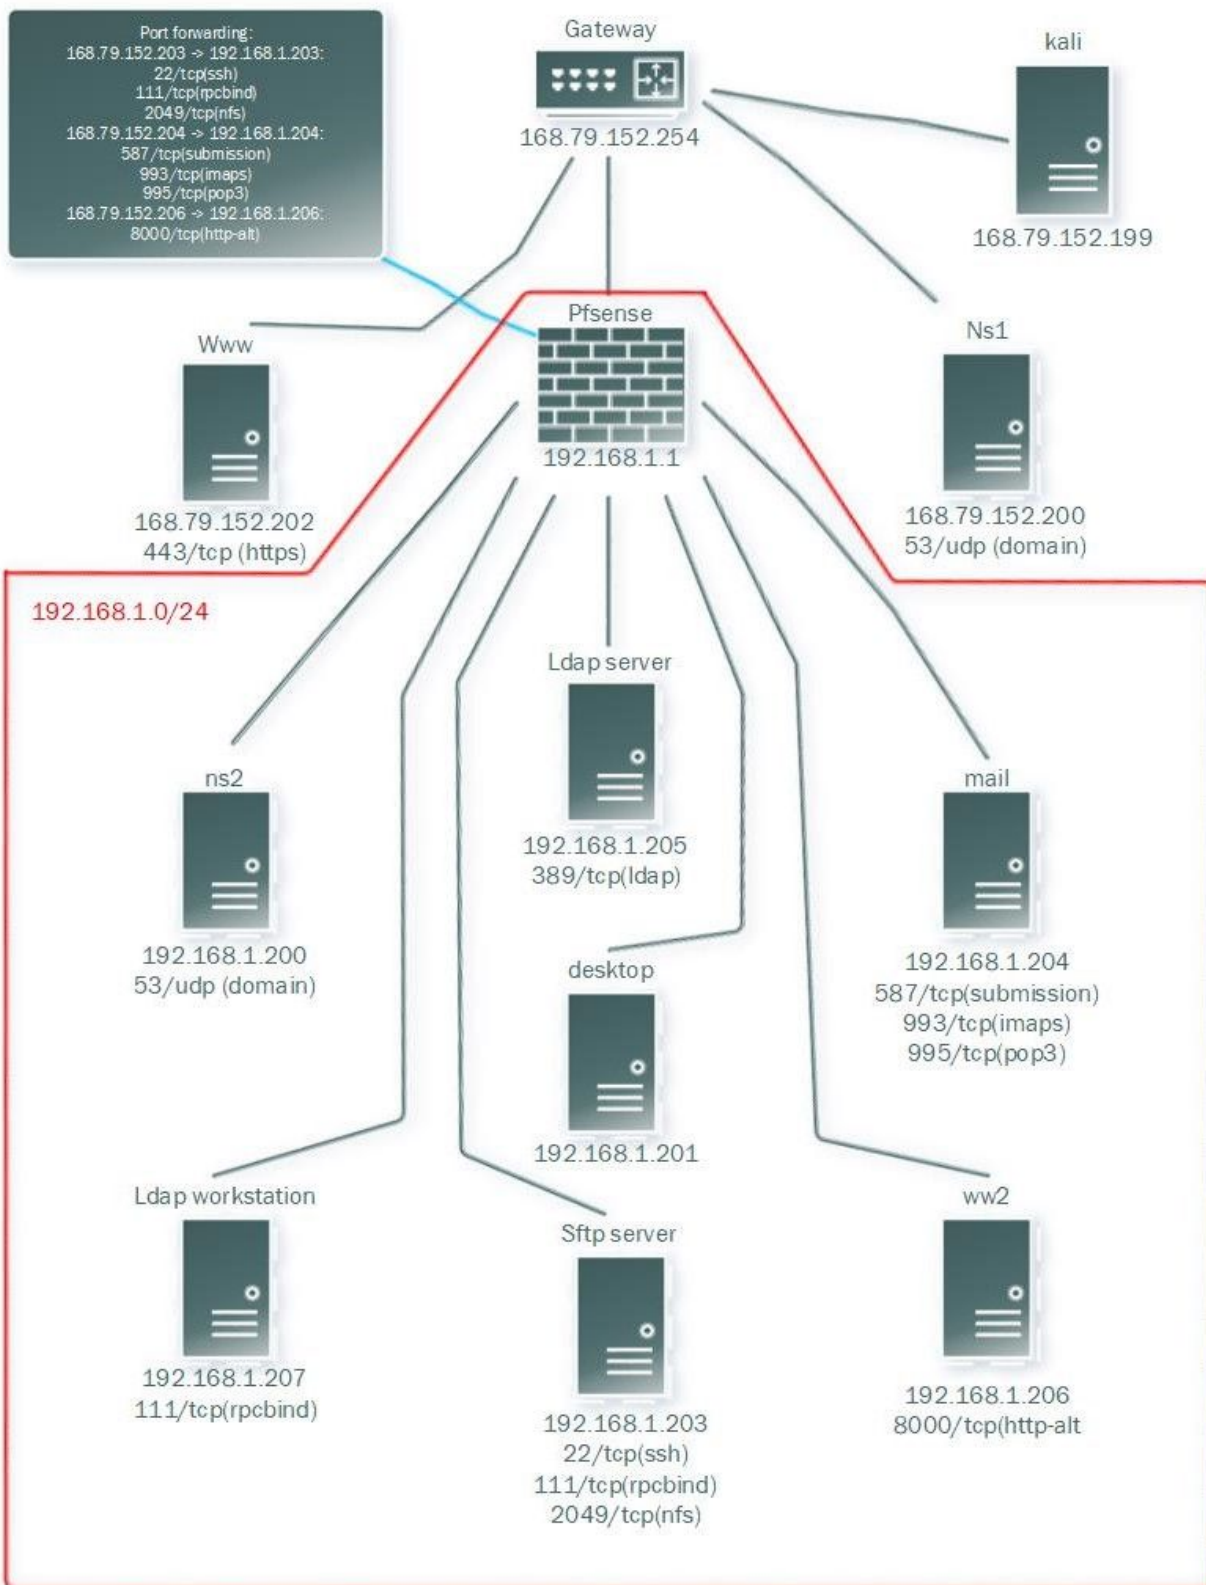 Port forwarding:
168.79.152.203 -> 192.168.1.203:
22/tcp(ssh)
111/tcp(rpcbind)
2049/tcp(nfs)
168.79.152.204 -> 192.168.1.204:
587/tcp(submission)
993/tcp(imaps)
995/tcp(pop3)
168.79.152.206 -> 192.168.1.206:
8000/tcp(http-alt)
Gateway
168.79.152.254
kali
168.79.152.199
Www
168.79.152.202
443/tcp (https)
Pfsense
192.168.1.1
Ns1
168.79.152.200
53/udp (domain)
192.168.1.0/24
ns2
192.168.1.200
53/udp (domain)
Ldap server
192.168.1.205
389/tcp(ldap)
mail
192.168.1.204
587/tcp(submission)
993/tcp(imaps)
995/tcp(pop3)
desktop
192.168.1.201
Ldap workstation
192.168.1.207
111/tcp(rpcbind)
Sftp server
192.168.1.203
22/tcp(ssh)
111/tcp(rpcbind)
2049/tcp(nfs)
ww2
192.168.1.206
8000/tcp(http-alt